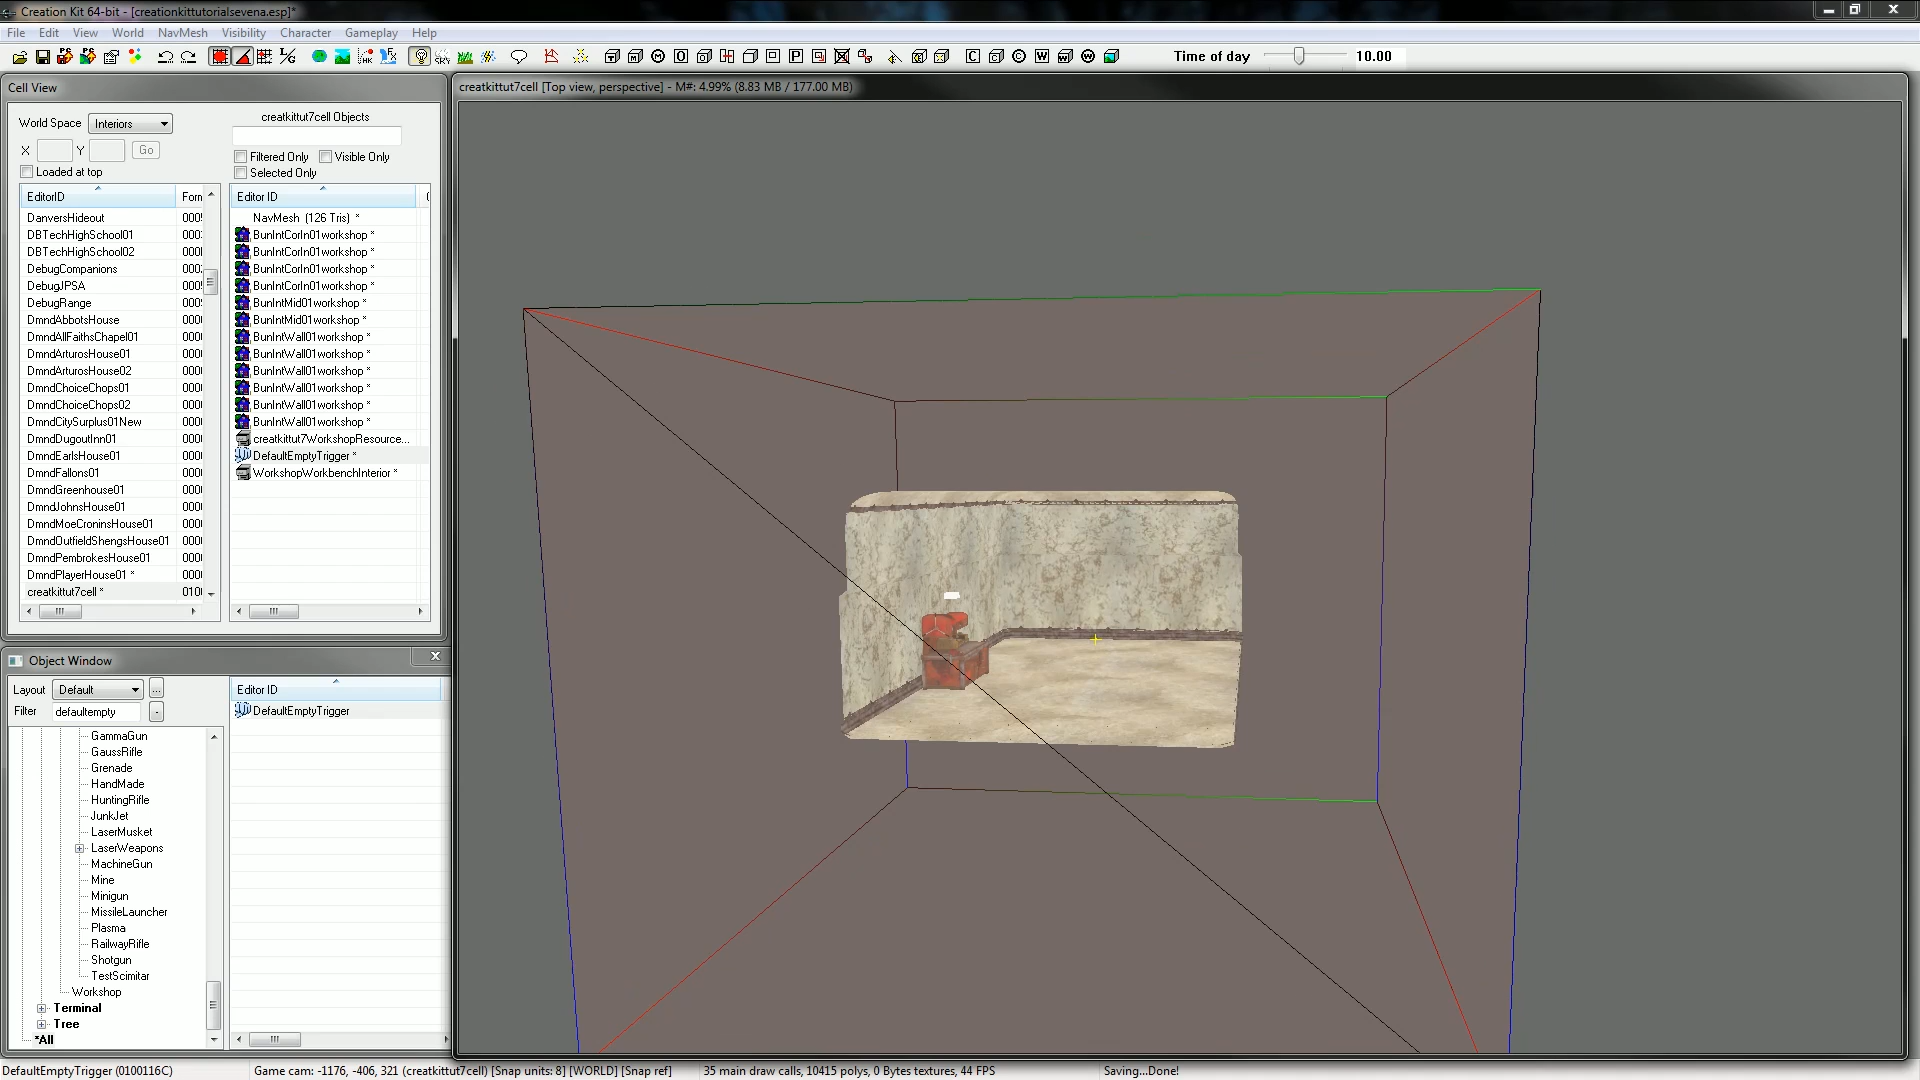 Creation Kit 64-bit - [creationkittutorialsevena.esp]*
File Edit View World NavMesh Visibility Character Gameplay Help
Time of day 10.00
Cell View
World Space Interiors
X Y Go
Loaded at top
creatkittut7cell Objects
Filtered Only Visible Only
Selected Only
EditorID Forn
DanversHideout
DBTechHighSchool01
DBTechHighSchool02
DebugCompanions
DebugJPSA
DebugRange
DmndAbbotsHouse
DmndAllFaithsChapel01
DmndArturosHouse01
DmndArturosHouse02
DmndChoiceChops01
DmndChoiceChops02
DmndCitySurplus01New
DmndDugoutInn01
DmndEarlsHouse01
DmndFallons01
DmndGreenhouse01
DmndJohnsHouse01
DmndMoeCroninsHouse01
DmndOutfieldShengsHouse01
DmndPembrokesHouse01
DmndPlayerHouse01 *
creatkittut7cell * 010
Editor ID
NavMesh (126 Tris) *
BunIntCorIn01workshop *
BunIntCorIn01workshop *
BunIntCorIn01workshop *
BunIntCorIn01workshop *
BunIntMid01workshop *
BunIntMid01workshop *
BunIntWall01workshop *
BunIntWall01workshop *
BunIntWall01workshop *
BunIntWall01workshop *
BunIntWall01workshop *
BunIntWall01workshop *
creatkittut7WorkshopResource...
DefaultEmptyTrigger *
WorkshopWorkbenchInterior *
creatkittut7cell [Top view, perspective] - M#: 4.99% (8.83 MB / 177.00 MB)
Object Window
Layout Default ...
Filter defaultempty
GammaGun
GaussRifle
Grenade
HandMade
HuntingRifle
JunkJet
LaserMusket
LaserWeapons
MachineGun
Mine
Minigun
MissileLauncher
Plasma
RailwayRifle
Shotgun
TestScimitar
Workshop
Terminal
Tree
*All
Editor ID
DefaultEmptyTrigger
DefaultEmptyTrigger (0100116C) Game cam: -1176, -406, 321 (creatkittut7cell) [Snap units: 8] [WORLD] [Snap ref] 35 main draw calls, 10415 polys, 0 Bytes textures, 44 FPS Saving...Done!